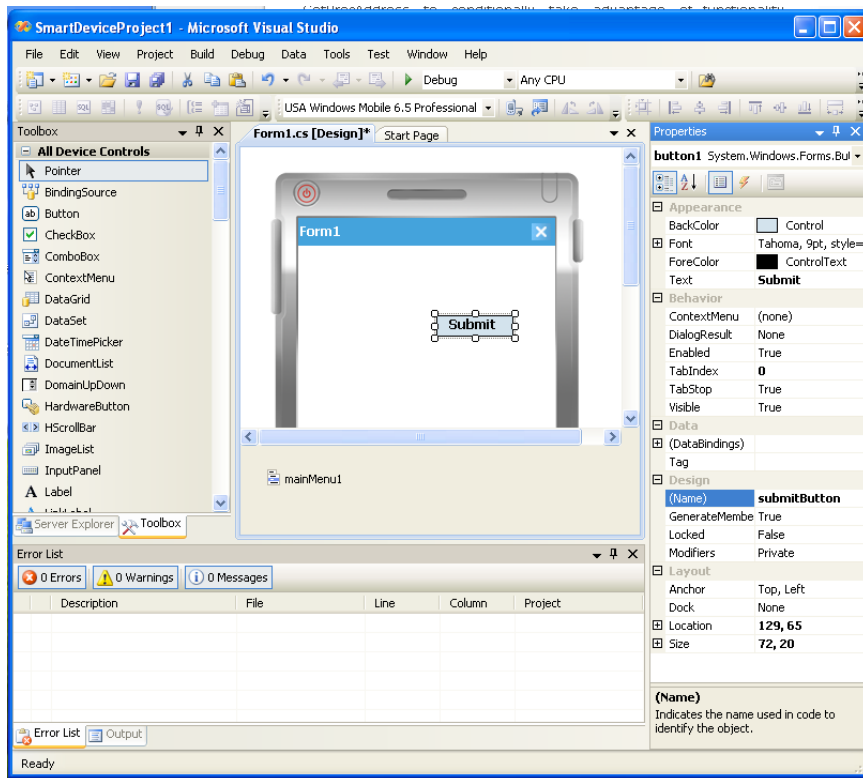 SmartDeviceProject1 - Microsoft Visual Studio
File Edit View Project Build Debug Data Tools Test Window Help
Debug Any CPU
USA Windows Mobile 6.5 Professional
Toolbox
All Device Controls
Pointer
BindingSource
Button
CheckBox
ComboBox
ContextMenu
DataGrid
DataSet
DateTimePicker
DocumentList
DomainUpDown
HardwareButton
HScrollBar
ImageList
InputPanel
A Label
Server Explorer Toolbox
Form1.cs [Design]* Start Page
Form1
Submit
mainMenu1
Properties
button1 System.Windows.Forms.But
Appearance
BackColor Control
Font Tahoma, 9pt, style=
ForeColor ControlText
Text Submit
Behavior
ContextMenu (none)
DialogResult None
Enabled True
TabIndex 0
TabStop True
Visible True
Data
(DataBindings)
Tag
Design
(Name) submitButton
GenerateMembe True
Locked False
Modifiers Private
Layout
Anchor Top, Left
Dock None
Location 129, 65
Size 72, 20
(Name)
Indicates the name used in code to
identify the object.
Error List
0 Errors 0 Warnings 0 Messages
Description File Line Column Project
Error List Output
Ready